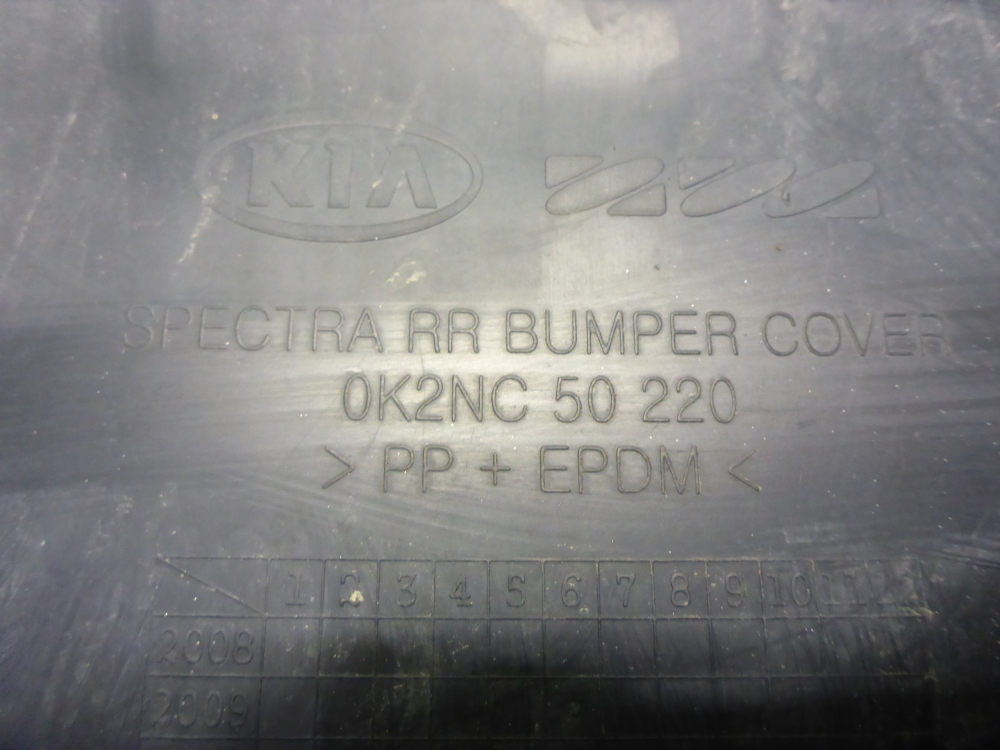 KIA
SPECTRA RR BUMPER COVER
0K2NC 50 220
> PP + EPDM <
1 2 3 4 5 6 7 8 9 10 11 12
2008
2009